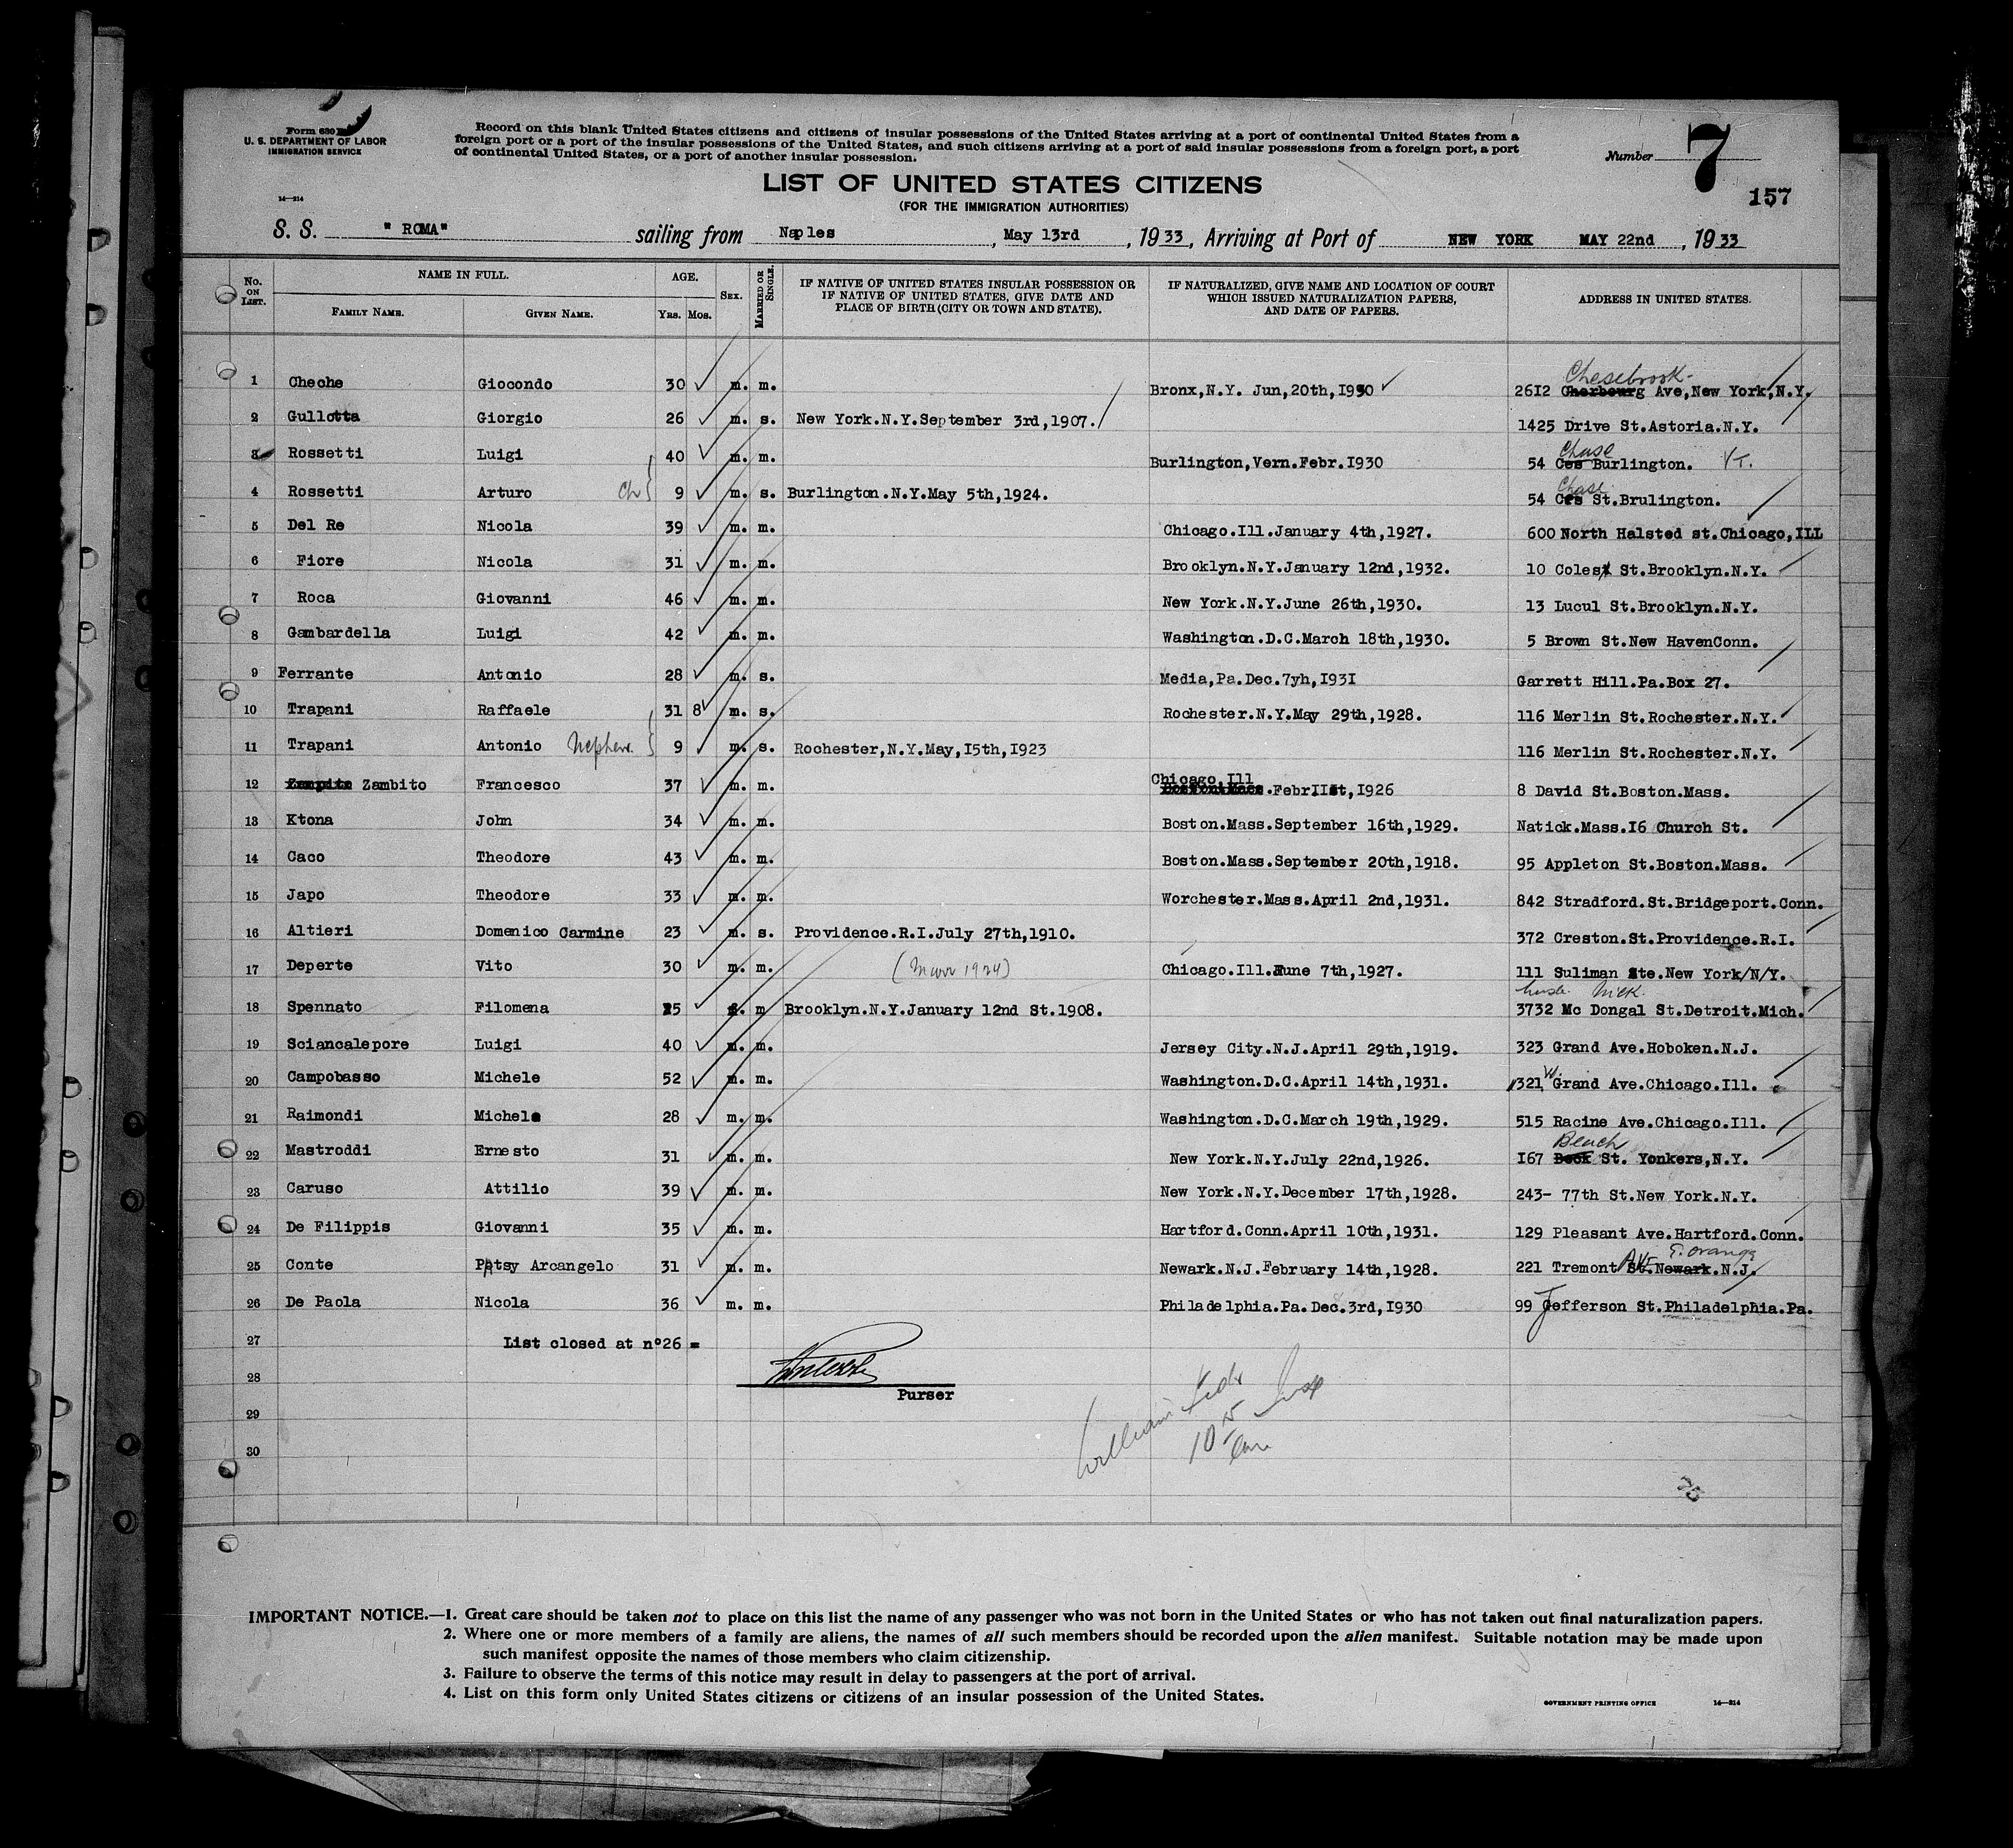 Form 630
U. S. DEPARTMENT OF LABOR
IMMIGRATION SERVICE
14—214
Record on this blank United States citizens and citizens of insular possessions of the United States arriving at a port of continental United States from a
foreign port or a port of the insular possessions of the United States, and such citizens arriving at a port of said insular possessions from a foreign port, a port
of continental United States, or a port of another insular possession.
Number 7
157
LIST OF UNITED STATES CITIZENS
(FOR THE IMMIGRATION AUTHORITIES)
S. S. "ROMA" sailing from Naples, May 13rd, 1933, Arriving at Port of NEW YORK MAY 22nd, 1933
No. ON LIST. NAME IN FULL. AGE. SEX. MARRIED OR SINGLE. IF NATIVE OF UNITED STATES INSULAR POSSESSION OR IF NATIVE OF UNITED STATES, GIVE DATE AND PLACE OF BIRTH (CITY OR TOWN AND STATE). IF NATURALIZED, GIVE NAME AND LOCATION OF COURT WHICH ISSUED NATURALIZATION PAPERS, AND DATE OF PAPERS. ADDRESS IN UNITED STATES.
FAMILY NAME. GIVEN NAME. YRS. MOS.
Chesebrook
1 Cheche Giocondo 30 m. m. Bronx,N.Y. Jun,20th,I930 26I2 Cherbourg Ave,New York,N.Y.
2 Gullotta Giorgio 26 m. s. New York.N.Y.September 3rd,1907. 1425 Drive St.Astoria.N.Y.
Chase
3 Rossetti Luigi 40 m. m. Burlington,Vern.Febr.I930 54 Ces Burlington. VT.
Chase
4 Rossetti Arturo Ch 9 m. s. Burlington.N.Y.May 5th,1924. 54 Ces St.Brulington.
5 Del Re Nicola 39 m. m. Chicago.Ill.January 4th,1927. 600 North Halsted st.Chicago,ILL
6 Fiore Nicola 31 m. m. Brooklyn.N.Y.January 12nd,1932. 10 Coles St.Brooklyn.N.Y.
7 Roca Giovanni 46 m. m. New York.N.Y.June 26th,1930. 13 Lucul St.Brooklyn.N.Y.
8 Gambardella Luigi 42 m. m. Washington.D.C.March 18th,1930. 5 Brown St.New HavenConn.
9 Ferrante Antonio 28 m. s. Media,Pa.Dec.7yh,I93I Garrett Hill.Pa.Box 27.
10 Trapani Raffaele 31 8 m. s. Rochester.N.Y.May 29th,1928. 116 Merlin St.Rochester.N.Y.
11 Trapani Antonio Nephew. 9 m. s. Rochester,N.Y.May,I5th,I923 116 Merlin St.Rochester.N.Y.
Chicago,Ill
12 Zampito Zambito Francesco 37 m. m. Boston.Mass.Febr.IIst,I926 8 David St.Boston.Mass.
13 Ktona John 34 m. m. Boston.Mass.September 16th,1929. Natick.Mass.I6 Church St.
14 Caco Theodore 43 m. m. Boston.Mass.September 20th,1918. 95 Appleton St.Boston.Mass.
15 Japo Theodore 33 m. m. Worchester.Mass.April 2nd,1931. 842 Stradford.St.Bridgeport.Conn.
16 Altieri Domenico Carmine 23 m. s. Providence.R.I.July 27th,1910. 372 Creston.St.Providence.R.I.
17 Deperte Vito 30 m. m. (Marr 1924) Chicago.Ill.June 7th,1927. 111 Suliman Ste.New York/N/Y.
husb. Nick.
18 Spennato Filomena 25 f. m Brooklyn.N.Y.January 12nd St.1908. 3732 Mc Dongal St.Detroit.Mich.
19 Sciancalepore Luigi 40 m. m. Jersey City.N.J.April 29th,1919. 323 Grand Ave.Hoboken.N.J.
20 Campobasso Michele 52 m. m. Washington.D.C.April 14th,1931. 1321 W. Grand Ave.Chicago.Ill.
21 Raimondi Michele 28 m. m. Washington.D.C.March 19th,1929. 515 Racine Ave.Chicago.Ill.
Beach
22 Mastroddi Ernesto 31 m. m. New York.N.Y.July 22nd,1926. I67 Beek St. Yonkers,N.Y.
23 Caruso Attilio 39 m. m. New York.N.Y.December 17th,1928. 243- 77th St.New York.N.Y.
24 De Filippis Giovanni 35 m. m. Hartford.Conn.April 10th,1931. 129 Pleasant Ave.Hartford.Conn.
Ave E. Orange
25 Conte Patsy Arcangelo 31 m. m. Newark.N.J.February 14th,1928. 221 Tremont St.Newark.N.J.
26 De Paola Nicola 36 m. m. Philadelphia.Pa.Dec.3rd,I930 99 Jefferson St.Philadelphia.Pa.
27 List closed at n°26 =
28
Purser
29
30
William
10
IMPORTANT NOTICE.—1. Great care should be taken not to place on this list the name of any passenger who was not born in the United States or who has not taken out final naturalization papers.
2. Where one or more members of a family are aliens, the names of all such members should be recorded upon the alien manifest. Suitable notation may be made upon
such manifest opposite the names of those members who claim citizenship.
3. Failure to observe the terms of this notice may result in delay to passengers at the port of arrival.
4. List on this form only United States citizens or citizens of an insular possession of the United States.
GOVERNMENT PRINTING OFFICE 14—214